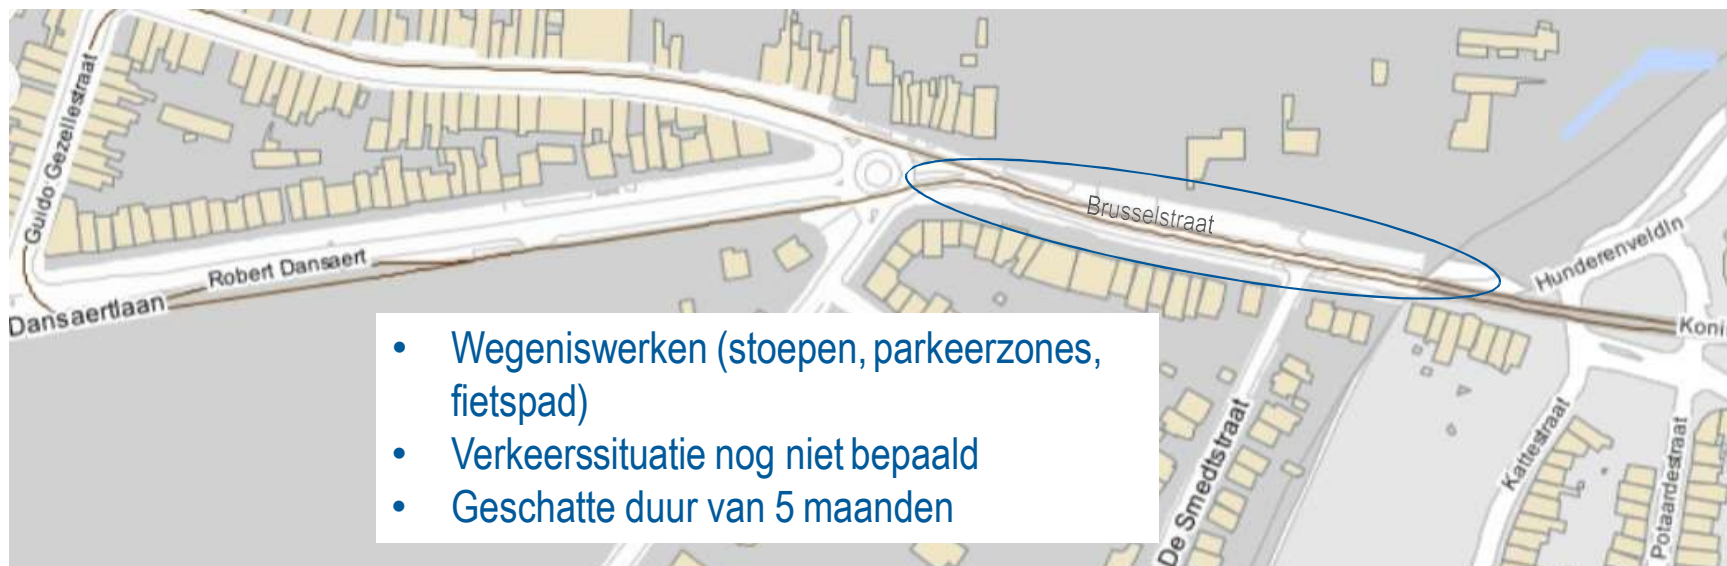 Guido Gezellestraat
Brusselstraat
Hunderenveldln
Robert Dansaert
Dansaertlaan
Koni
• Wegeniswerken (stoepen, parkeerzones,
fietspad)
• Verkeerssituatie nog niet bepaald
• Geschatte duur van 5 maanden
De Smedtstraat
Kattestraat
Potaardestraat